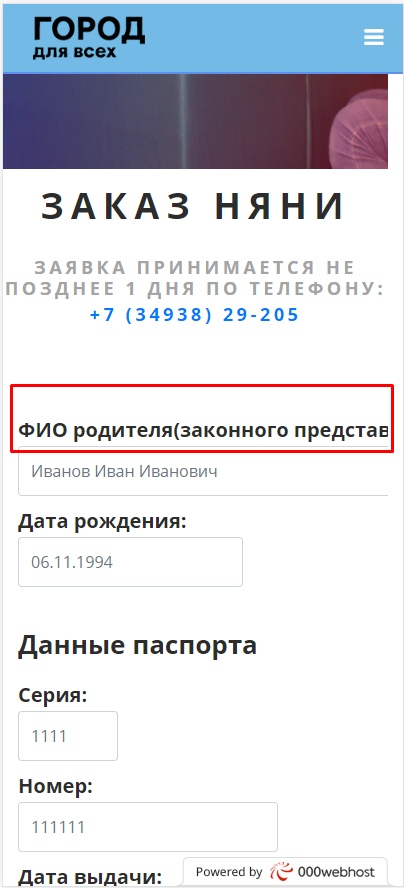 ГОРОД
для всех
ЗАКАЗ НЯНИ
ЗАЯВКА ПРИНИМАЕТСЯ НЕ
ПОЗДНЕЕ 1 ДНЯ ПО ТЕЛЕФОНУ:
+7 (34938) 29-205
ФИО родителя(законного представ
Иванов Иван Иванович
Дата рождения:
06.11.1994
Данные паспорта
Серия:
1111
Номер:
111111
Дата выдачи:
Powered by 000webhost